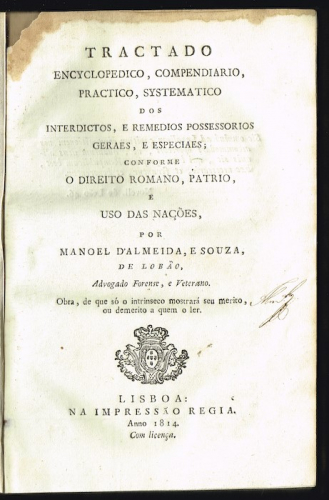 TRACTADO
ENCYCLOPEDICO, COMPENDIARIO,
PRACTICO, SYSTEMATICO
DOS
INTERDICTOS, E REMEDIOS POSSESSORIOS
GERAES, E ESPECIAES;
CONFORME
O DIREITO ROMANO, PATRIO,
E
USO DAS NAÇÕES,
POR
MANOEL D'ALMEIDA, E SOUZA,
DE LOBÃO,
Advogado Forense, e Veterano.
Obra, de que só o intrinseco mostrará seu merito,
ou demerito a quem o ler.
LISBOA:
NA IMPRESSÃO REGIA.
Anno 1814.
Com licença.